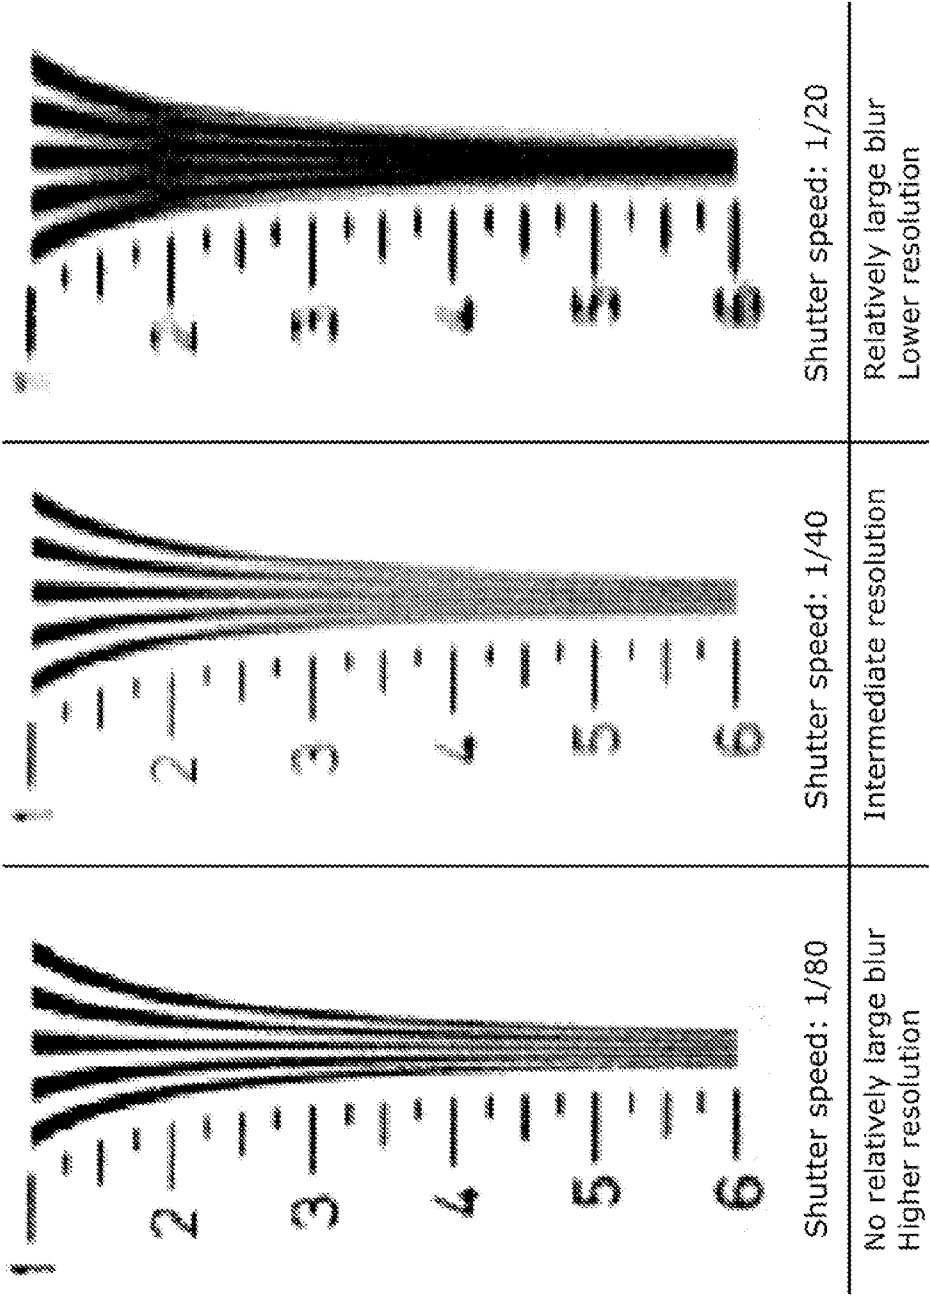 1
2
3
4
5
6
Shutter speed: 1/80
No relatively large blur
Higher resolution
1
2
3
4
5
6
Shutter speed: 1/40
Intermediate resolution
1
2
3
4
5
6
Shutter speed: 1/20
Relatively large blur
Lower resolution